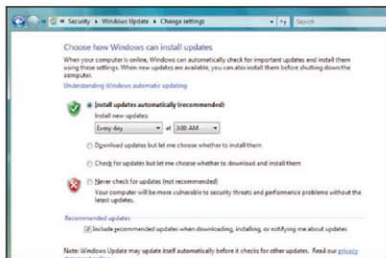 Security ▸ Windows Update ▸ Change settings
Search
Choose how Windows can install updates
When your computer is online, Windows can automatically check for important updates and install them
using these settings. When new updates are available, you can also install them before shutting down the
computer.
Understanding Windows automatic updating
Install updates automatically (recommended)
Install new updates:
Every day at 3:00 AM
Download updates but let me choose whether to install them
Check for updates but let me choose whether to download and install them
Never check for updates (not recommended)
Your computer will be more vulnerable to security threats and performance problems without the
latest updates.
Recommended updates
Include recommended updates when downloading, installing, or notifying me about updates
Note: Windows Update may update itself automatically before it checks for other updates. Read our privacy